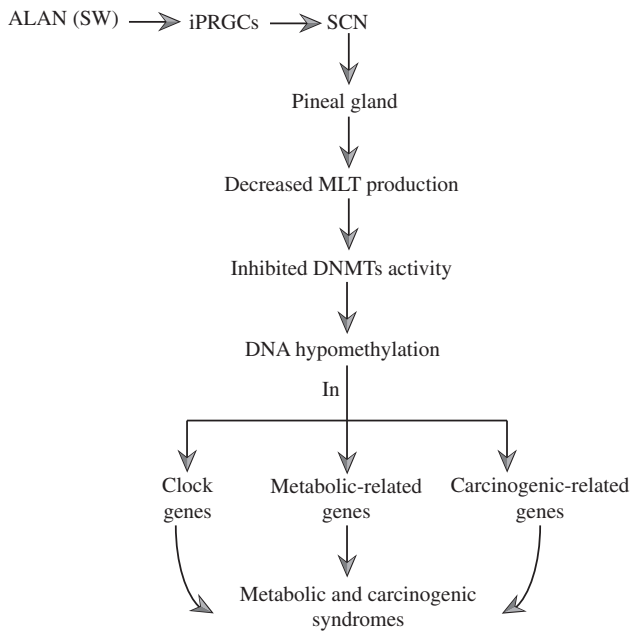 ALAN (SW)
iPRGCs
SCN
Pineal gland
Decreased MLT production
Inhibited DNMTs activity
DNA hypomethylation
In
Clock
genes
Metabolic-related
genes
Carcinogenic-related
genes
Metabolic and carcinogenic
syndromes